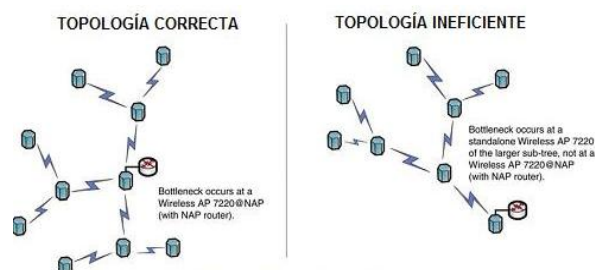 TOPOLOGÍA CORRECTA
Bottleneck occurs at a
Wireless AP 7220@NAP
(with NAP router).
TOPOLOGÍA INEFICIENTE
Bottleneck occurs at a
standalone Wireless AP 7220
of the larger sub-tree, not at a
Wireless AP 7220@NAP
(with NAP router).